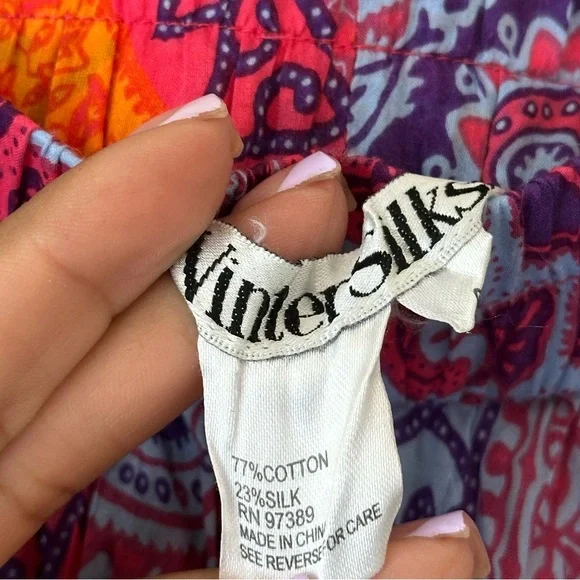 WinterSilks
77%COTTON
23%SILK
RN 97389
MADE IN CHINA
SEE REVERSE FOR CARE